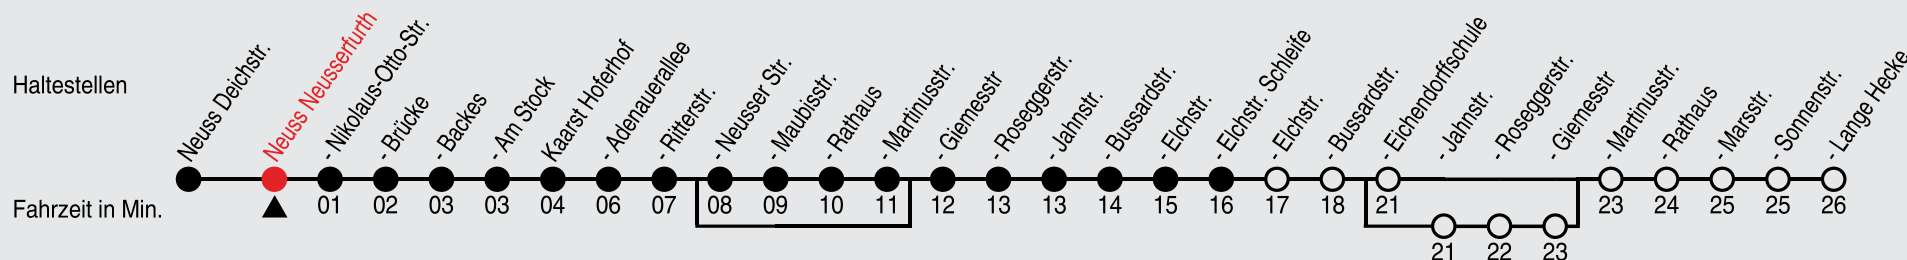 Haltestellen
Neuss Deichstr.
Neuss Neusserfurth
- Nikolaus-Otto-Str.
- Brücke
- Backes
- Am Stock
Kaarst Hoferhof
- Adenauerallee
- Ritterstr.
- Neusser Str.
- Maubisstr.
- Rathaus
- Martinusstr.
- Giemesstr
- Roseggerstr.
- Jahnstr.
- Bussardstr.
- Elchstr.
- Elchstr. Schleife
- Elchstr.
- Bussardstr.
- Eichendorffschule
- Jahnstr.
- Roseggerstr.
- Giemesstr
- Martinusstr.
- Rathaus
- Marsstr.
- Sonnenstr.
- Lange Hecke
Fahrzeit in Min. 01 02 03 03 04 06 07 08 09 10 11 12 13 13 14 15 16 17 18 21 23 24 25 25 26
21 22 23